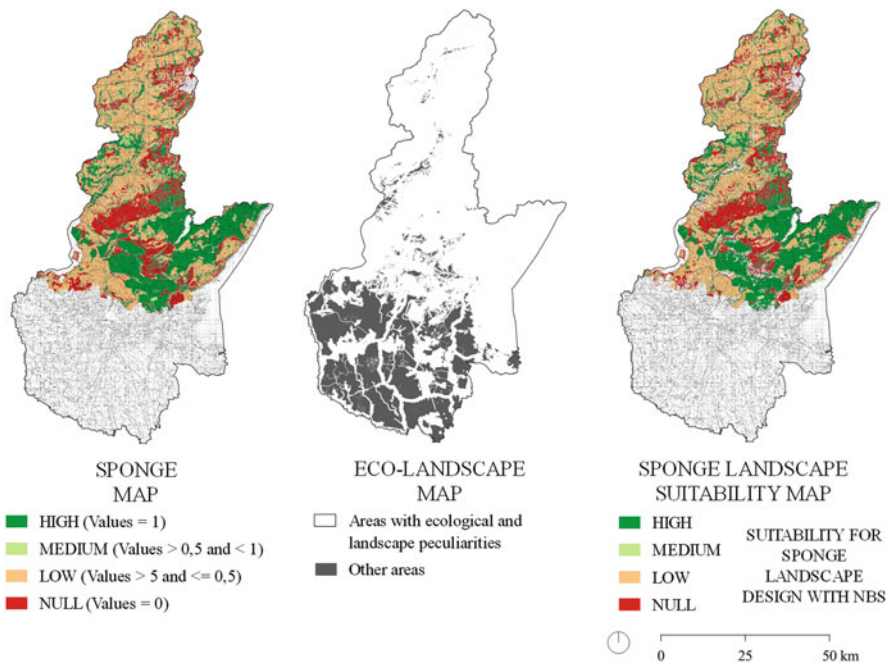 SPONGE
MAP
HIGH (Values = 1)
MEDIUM (Values > 0,5 and < 1)
LOW (Values > 5 and <= 0,5)
NULL (Values = 0)
ECO-LANDSCAPE
MAP
Areas with ecological and
landscape peculiarities
Other areas
SPONGE LANDSCAPE
SUITABILITY MAP
HIGH
MEDIUM
LOW
NULL
SUITABILITY FOR
SPONGE
LANDSCAPE
DESIGN WITH NBS
0 25 50 km